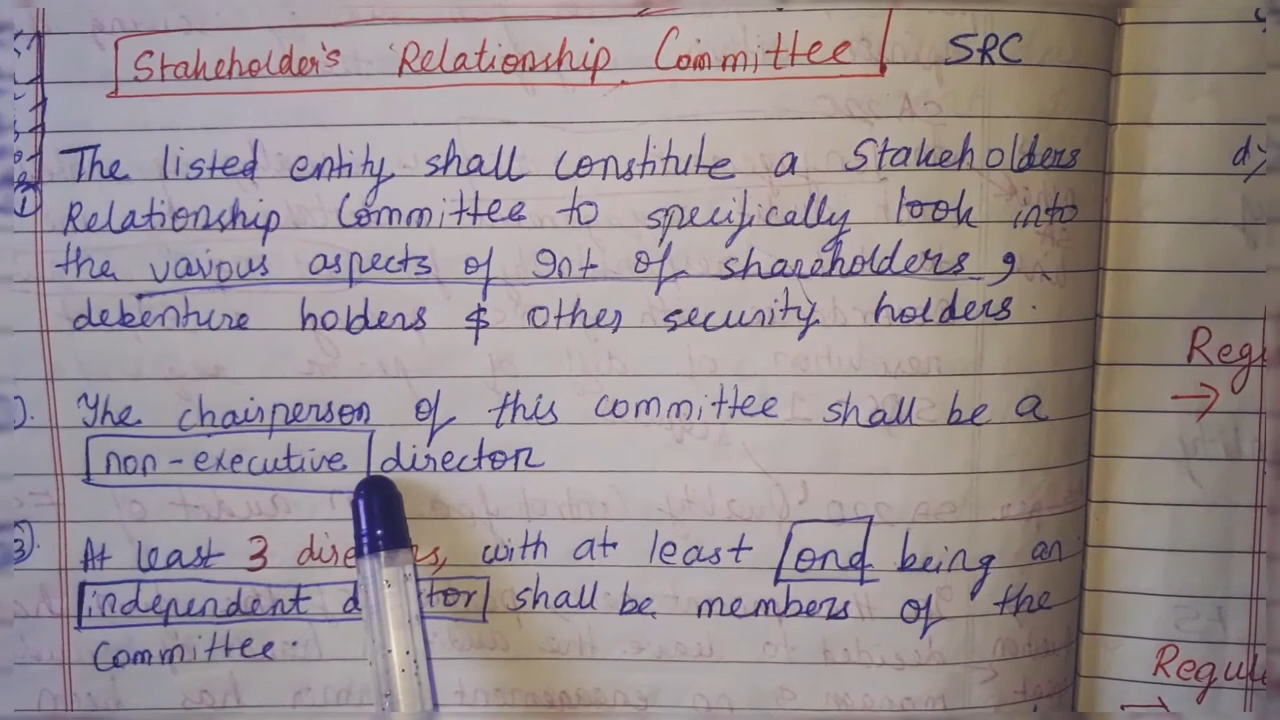 Stakeholder's Relationship Committee SRC
The listed entity shall constitute a Stakeholders
Relationship Committee to specifically look into
the various aspects of Int of shareholders,
debenture holders & other security holders.
The chairperson of this committee shall be a
non-executive director
3). At least 3 , with at least one being an
independent shall be members of the
committee.
d)
Reg
→
Regu
→